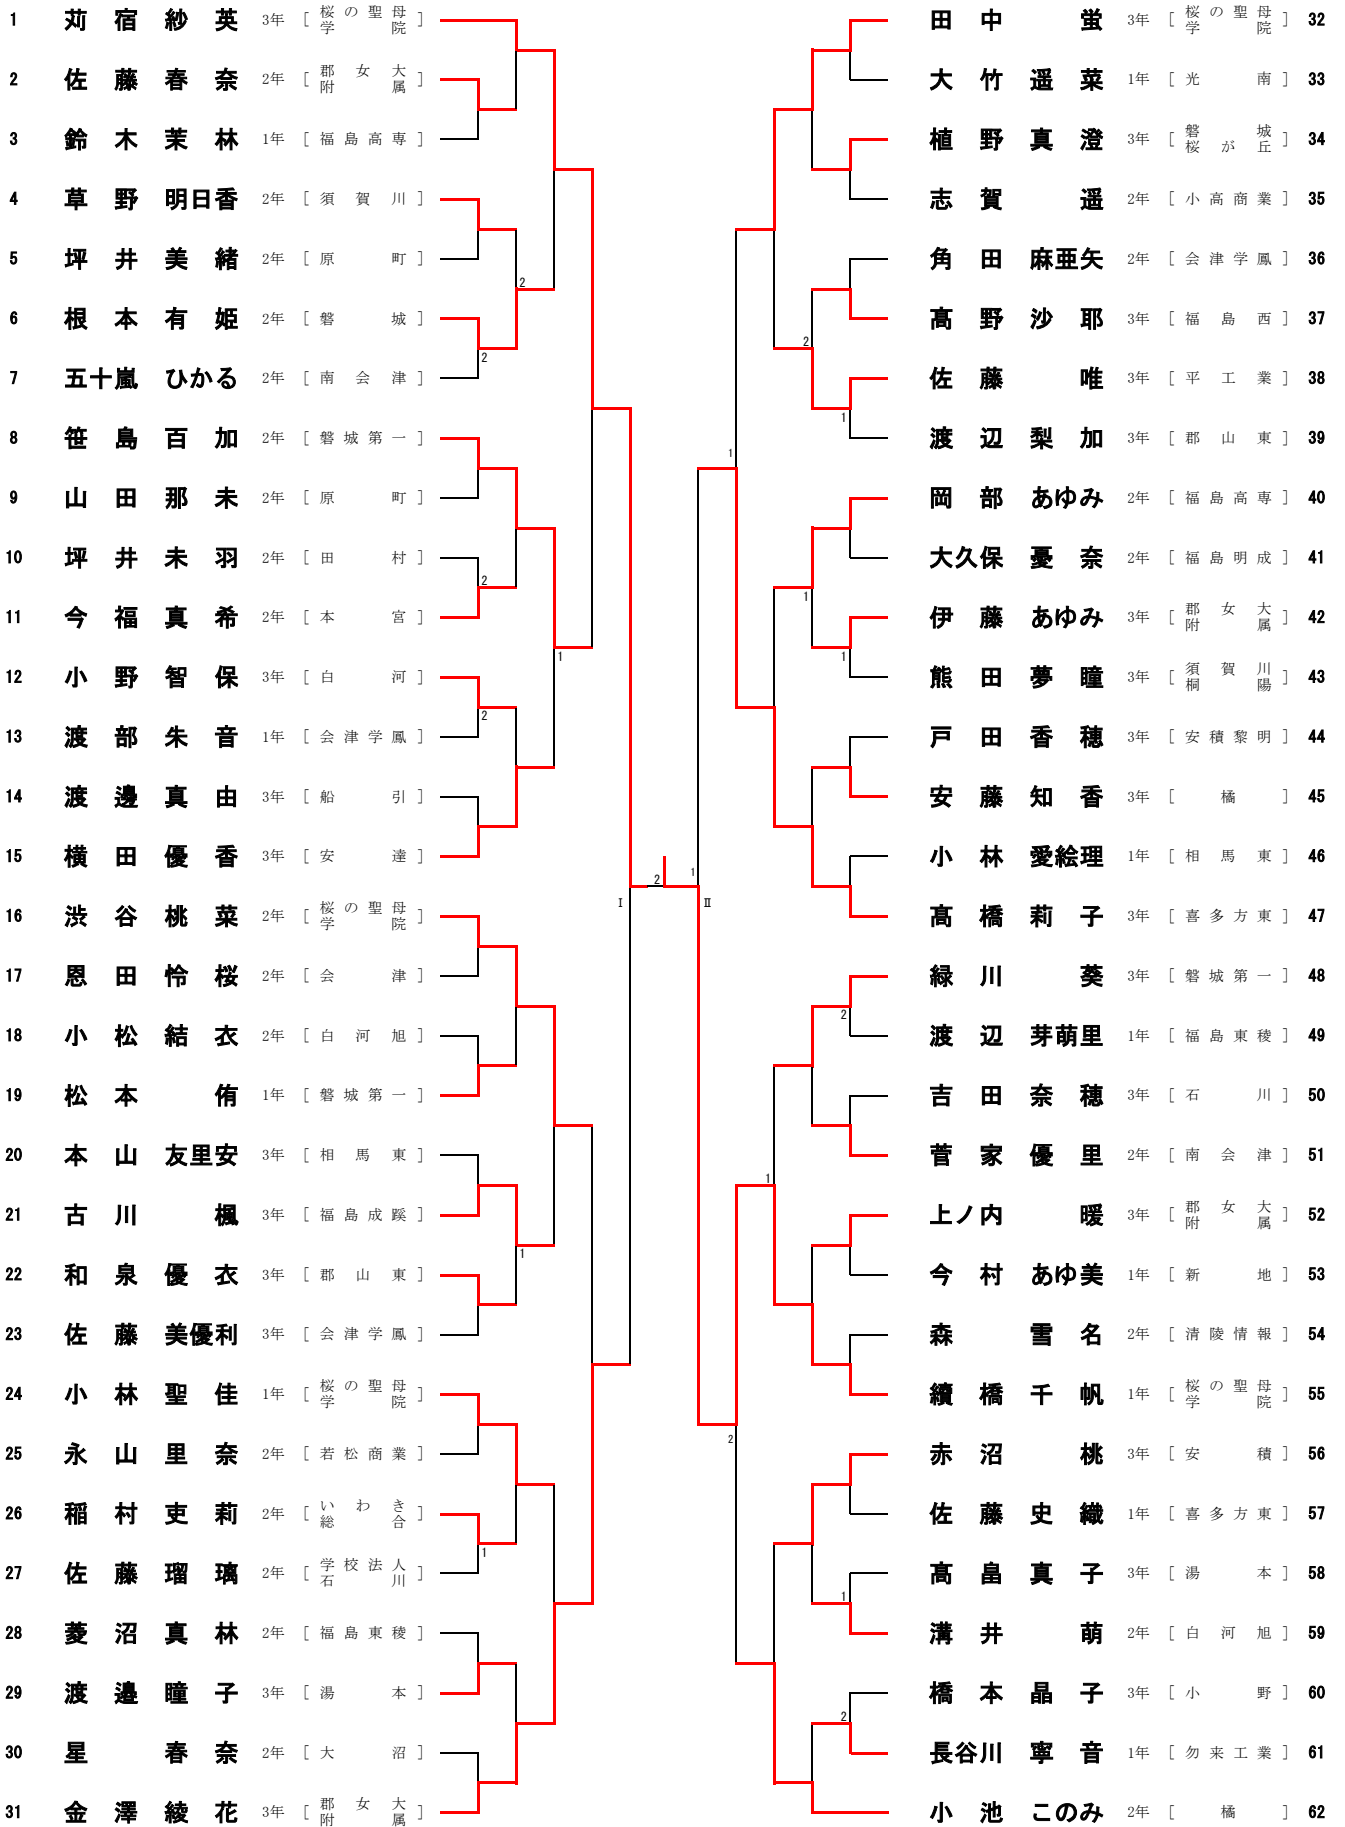 1 苅宿紗英 3年 [桜の聖母学院]
2 佐藤春奈 2年 [郡女大附属]
3 鈴木茉林 1年 [福島高専]
4 草野明日香 2年 [須賀川]
5 坪井美緒 2年 [原町]
6 根本有姫 2年 [磐城]
7 五十嵐ひかる 2年 [南会津]
8 笹島百加 2年 [磐城第一]
9 山田那未 2年 [原町]
10 坪井未羽 2年 [田村]
11 今福真希 2年 [本宮]
12 小野智保 3年 [白河]
13 渡部朱音 1年 [会津学鳳]
14 渡邊真由 3年 [船引]
15 横田優香 3年 [安達]
16 渋谷桃菜 2年 [桜の聖母学院]
17 恩田怜桜 2年 [会津]
18 小松結衣 2年 [白河旭]
19 松本侑 1年 [磐城第一]
20 本山友里安 3年 [相馬東]
21 古川楓 3年 [福島成蹊]
22 和泉優衣 3年 [郡山東]
23 佐藤美優利 3年 [会津学鳳]
24 小林聖佳 1年 [桜の聖母学院]
25 永山里奈 2年 [若松商業]
26 稲村吏莉 2年 [いわき総合]
27 佐藤瑠璃 2年 [学校法人石川]
28 菱沼真林 2年 [福島東稜]
29 渡邉瞳子 3年 [湯本]
30 星春奈 2年 [大沼]
31 金澤綾花 3年 [郡女大附属]
2
2
2
1
2
1
1
2
Ⅰ
1
Ⅱ
1
2
1
1
1
2
1
2
1
2
田中蛍 3年 [桜の聖母学院] 32
大竹遥菜 1年 [光南] 33
植野真澄 3年 [磐城桜が丘] 34
志賀遥 2年 [小高商業] 35
角田麻亜矢 2年 [会津学鳳] 36
髙野沙耶 3年 [福島西] 37
佐藤唯 3年 [平工業] 38
渡辺梨加 3年 [郡山東] 39
岡部あゆみ 2年 [福島高専] 40
大久保憂奈 2年 [福島明成] 41
伊藤あゆみ 3年 [郡女大附属] 42
熊田夢瞳 3年 [須賀川桐陽] 43
戸田香穂 3年 [安積黎明] 44
安藤知香 3年 [橘] 45
小林愛絵理 1年 [相馬東] 46
髙橋莉子 3年 [喜多方東] 47
緑川葵 3年 [磐城第一] 48
渡辺芽萌里 1年 [福島東稜] 49
吉田奈穂 3年 [石川] 50
菅家優里 2年 [南会津] 51
上ノ内暖 3年 [郡女大附属] 52
今村あゆ美 1年 [新地] 53
森雪名 2年 [清陵情報] 54
續橋千帆 1年 [桜の聖母学院] 55
赤沼桃 3年 [安積] 56
佐藤史織 1年 [喜多方東] 57
髙畠真子 3年 [湯本] 58
溝井萌 2年 [白河旭] 59
橋本晶子 3年 [小野] 60
長谷川寧音 1年 [勿来工業] 61
小池このみ 2年 [橘] 62